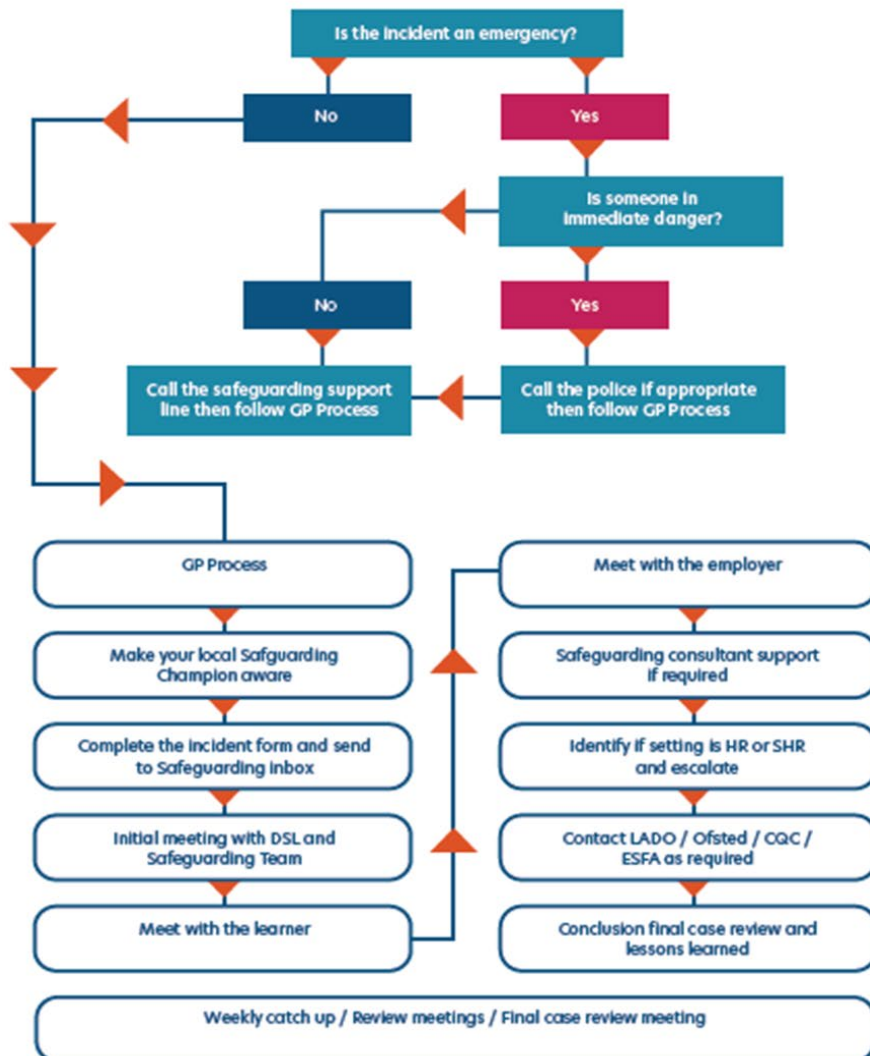 Is the incident an emergency?
No
Yes
Is someone in
immediate danger?
No
Yes
Call the safeguarding support
line then follow GP Process
Call the police if appropriate
then follow GP Process
GP Process
Make your local Safguarding
Champion aware
Complete the incident form and send
to Safeguarding inbox
Initial meeting with DSL and
Safeguarding Team
Meet with the learner
Meet with the employer
Safeguarding consultant support
if required
Identify if setting is HR or SHR
and escalate
Contact LADO / Ofsted / CQC /
ESFA as required
Conclusion final case review and
lessons learned
Weekly catch up / Review meetings / Final case review meeting